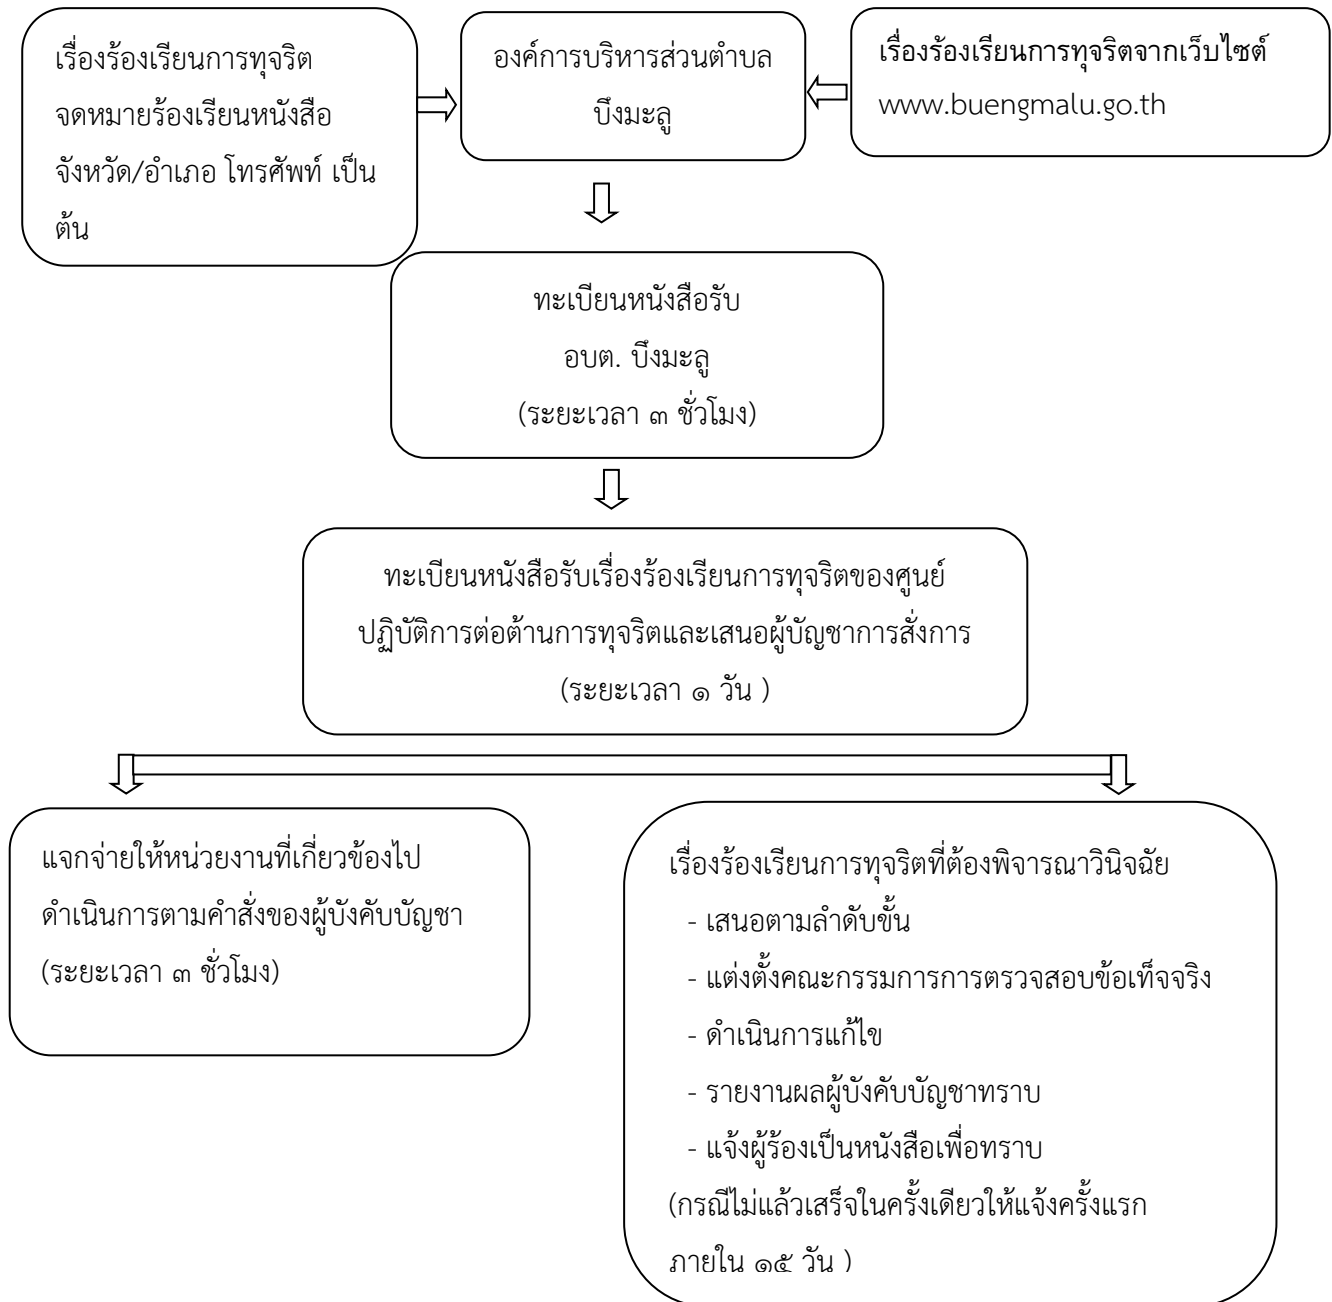 เรื่องร้องเรียนการทุจริต
จดหมายร้องเรียนหนังสือ
จังหวัด/อำเภอ โทรศัพท์ เป็น
ต้น
องค์การบริหารส่วนตำบล
บึงมะลู
เรื่องร้องเรียนการทุจริตจากเว็บไซต์
www.buengmalu.go.th
ทะเบียนหนังสือรับ
อบต. บึงมะลู
(ระยะเวลา ๓ ชั่วโมง)
ทะเบียนหนังสือรับเรื่องร้องเรียนการทุจริตของศูนย์
ปฏิบัติการต่อต้านการทุจริตและเสนอผู้บัญชาการสั่งการ
(ระยะเวลา ๑ วัน )
แจกจ่ายให้หน่วยงานที่เกี่ยวข้องไป
ดำเนินการตามคำสั่งของผู้บังคับบัญชา
(ระยะเวลา ๓ ชั่วโมง)
เรื่องร้องเรียนการทุจริตที่ต้องพิจารณาวินิจฉัย
- เสนอตามลำดับขั้น
- แต่งตั้งคณะกรรมการการตรวจสอบข้อเท็จจริง
- ดำเนินการแก้ไข
- รายงานผลผู้บังคับบัญชาทราบ
- แจ้งผู้ร้องเป็นหนังสือเพื่อทราบ
(กรณีไม่แล้วเสร็จในครั้งเดียวให้แจ้งครั้งแรก
ภายใน ๑๕ วัน )